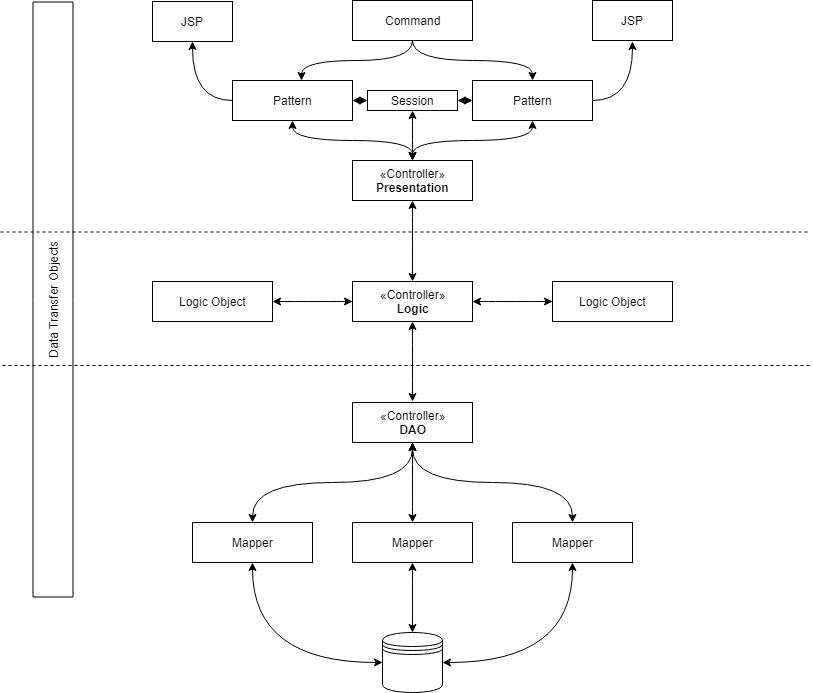 JSP
Command
JSP
Pattern
Session
Pattern
«Controller»
Presentation
Data Transfer Objects
Logic Object
«Controller»
Logic
Logic Object
«Controller»
DAO
Mapper
Mapper
Mapper